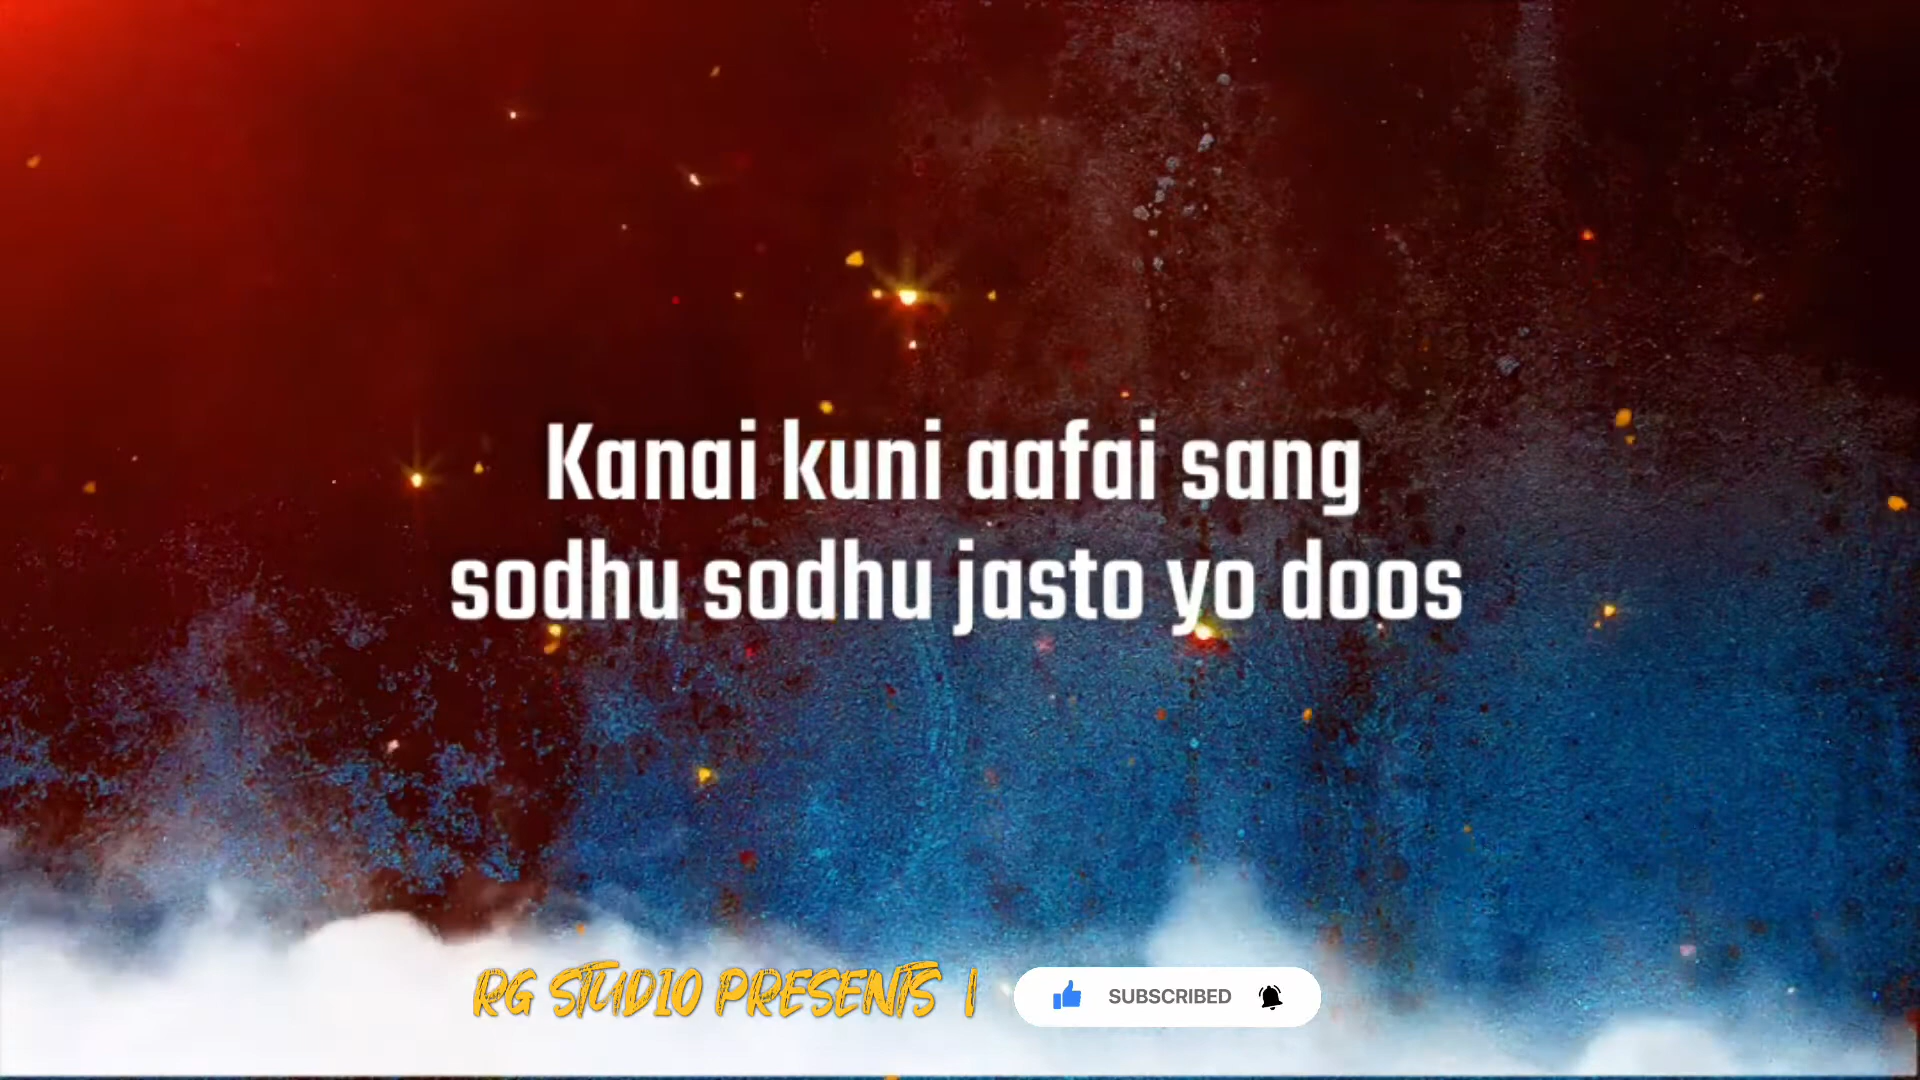 Kanai kuni aafai sang
sodhu sodhu jasto yo doos
RG STUDIO PRESENTS |
SUBSCRIBED